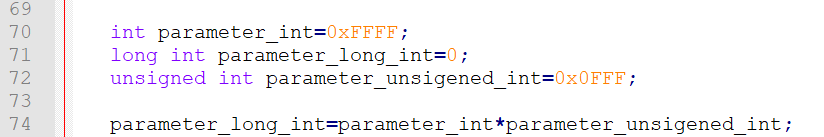 69
70 int parameter_int=0xFFFF;
71 long int parameter_long_int=0;
72 unsigned int parameter_unsigened_int=0x0FFF;
73
74 parameter_long_int=parameter_int*parameter_unsigened_int;